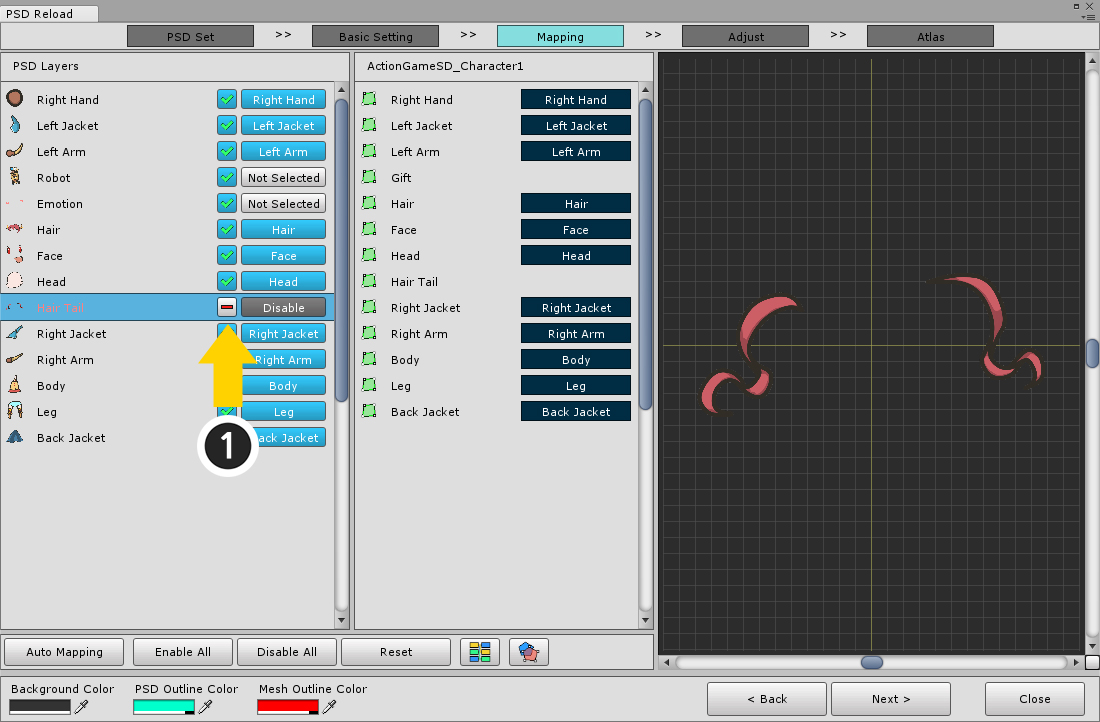 PSD Reload
PSD Set >> Basic Setting >> Mapping >> Adjust >> Atlas
PSD Layers
Right Hand Right Hand
Left Jacket Left Jacket
Left Arm Left Arm
Robot Not Selected
Emotion Not Selected
Hair Hair
Face Face
Head Head
Hair Tail Disable
Right Jacket Right Jacket
Right Arm Right Arm
Body Body
Leg Leg
Back Jacket ack Jacket
1
ActionGameSD_Character1
Right Hand Right Hand
Left Jacket Left Jacket
Left Arm Left Arm
Gift
Hair Hair
Face Face
Head Head
Hair Tail
Right Jacket Right Jacket
Right Arm Right Arm
Body Body
Leg Leg
Back Jacket Back Jacket
Auto Mapping Enable All Disable All Reset
Background Color PSD Outline Color Mesh Outline Color
< Back Next > Close